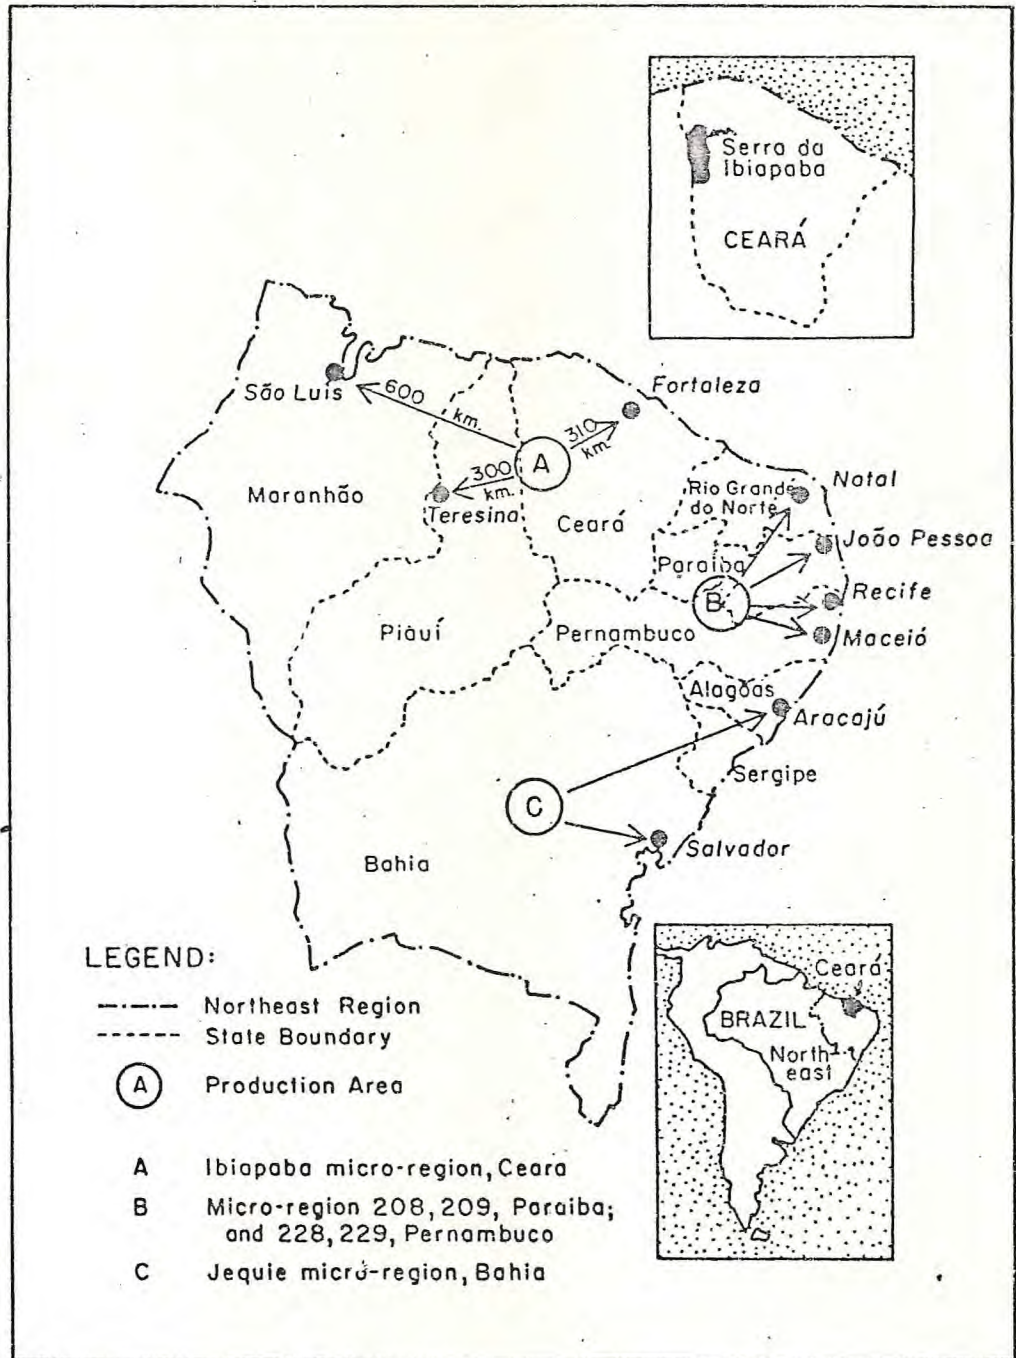 Serra da
Ibiapaba
CEARÁ
Fortaleza
São Luís
600
km.
310
km.
A
300
km.
Maranhão
Teresina
Ceará
Rio Grande
do Norte
Natal
João Pessoa
Paraiba
B
Recife
Piauí
Pernambuco
Maceió
Alagôas
Aracajú
Sergipe
C
Salvador
Bahia
LEGEND:
Northeast Region
State Boundary
A Production Area
A Ibiapaba micro-region, Ceara
B Micro-region 208, 209, Paraiba;
and 228, 229, Pernambuco
C Jequie micro-region, Bahia
Ceará
BRAZIL
North-
east